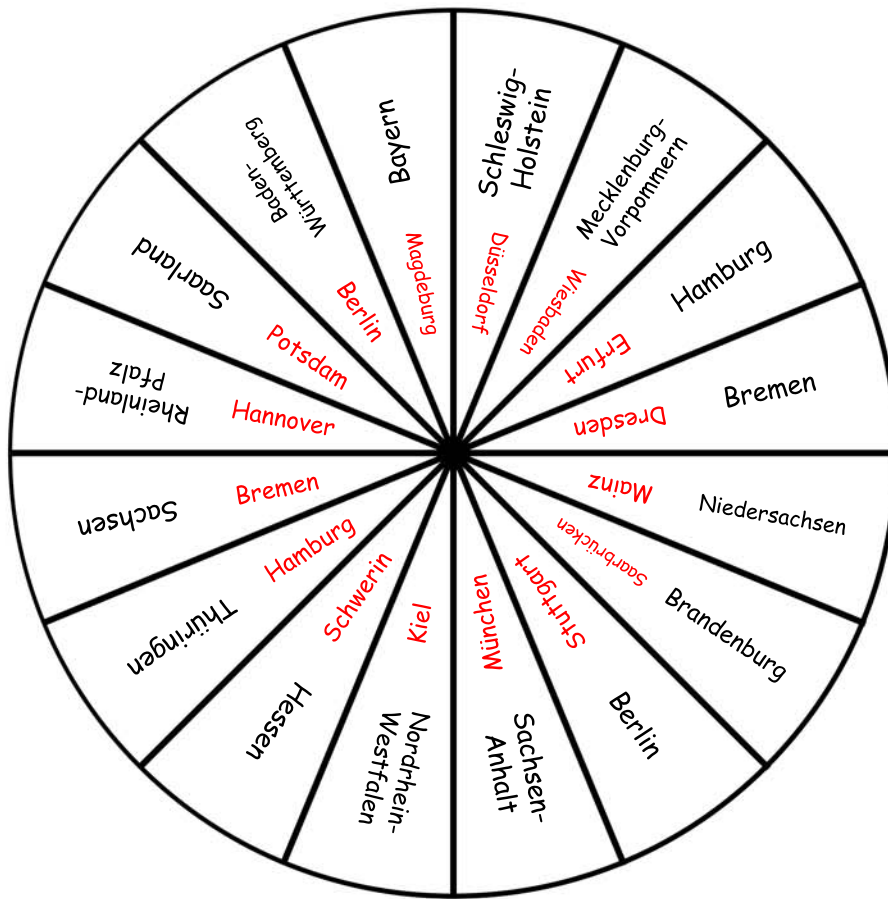 Schleswig-
Holstein
Düsseldorf
Mecklenburg-
Vorpommern
Wiesbaden
Hamburg
Erfurt
Bremen
Dresden
Niedersachsen
Mainz
Brandenburg
Saarbrücken
Berlin
Stuttgart
Sachsen-
Anhalt
München
Nordrhein-
Westfalen
Kiel
Hessen
Schwerin
Thüringen
Hamburg
Sachsen
Bremen
Rheinland-
Pfalz
Hannover
Saarland
Potsdam
Baden-
Württemberg
Berlin
Bayern
Magdeburg